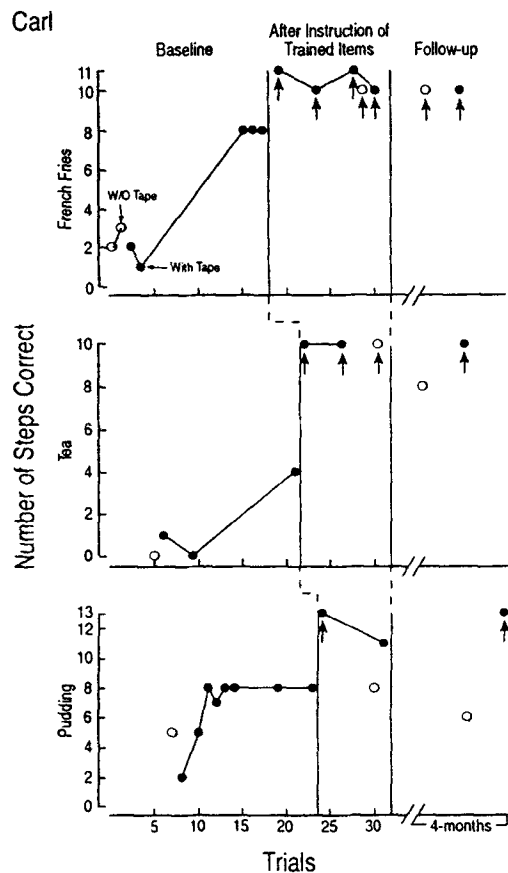 Carl
After Instruction of
Baseline Trained Items Follow-up
11
10
8
6
4
2
0
French Fries
W/O Tape
With Tape
Number of Steps Correct
10
8
6
4
2
0
Tea
13
12
10
8
6
4
2
0
Pudding
5 10 15 20 25 30 4-months
Trials